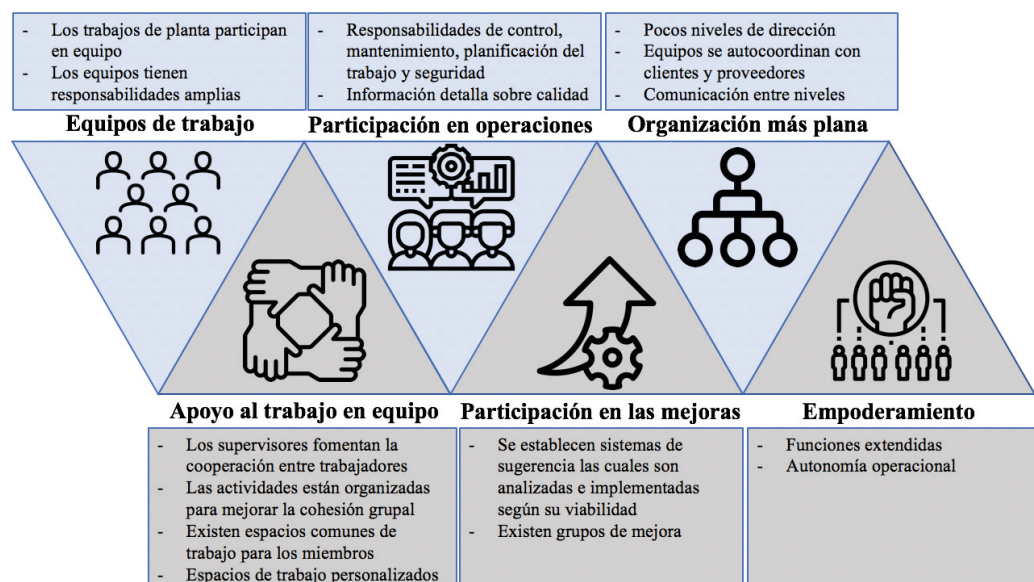 - Los trabajos de planta participan
en equipo
- Los equipos tienen
responsabilidades amplias
Equipos de trabajo
- Responsabilidades de control,
mantenimiento, planificación del
trabajo y seguridad
- Información detalla sobre calidad
Participación en operaciones
- Pocos niveles de dirección
- Equipos se autocoordinan con
clientes y proveedores
- Comunicación entre niveles
Organización más plana
Apoyo al trabajo en equipo
- Los supervisores fomentan la
cooperación entre trabajadores
- Las actividades están organizadas
para mejorar la cohesión grupal
- Existen espacios comunes de
trabajo para los miembros
- Espacios de trabajo personalizados
Participación en las mejoras
- Se establecen sistemas de
sugerencia las cuales son
analizadas e implementadas
según su viabilidad
- Existen grupos de mejora
Empoderamiento
- Funciones extendidas
- Autonomía operacional